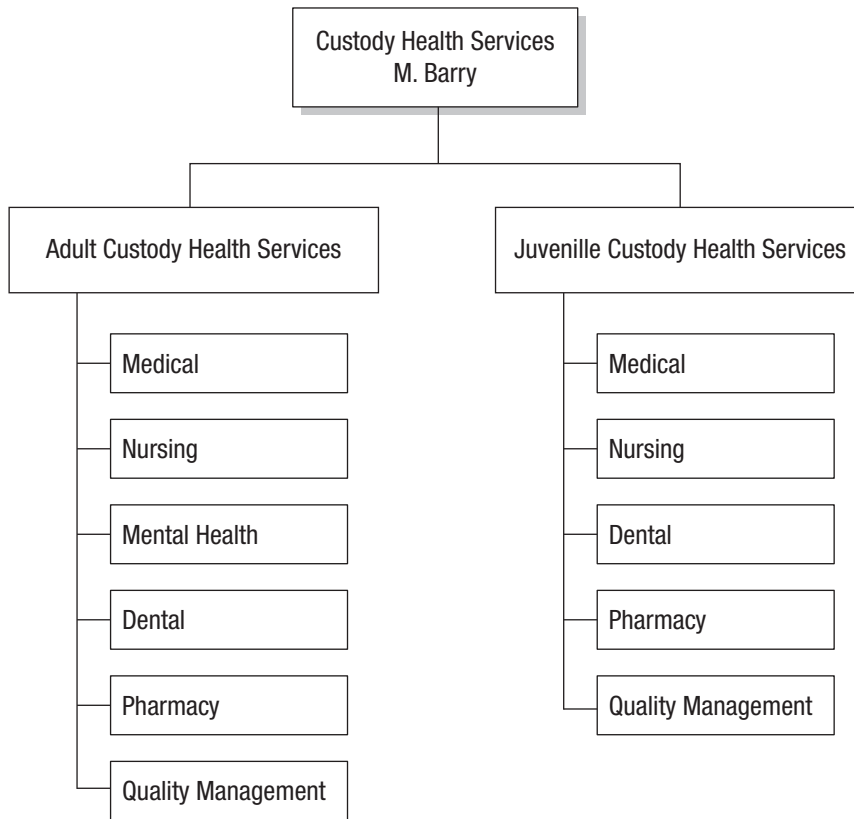 Custody Health Services
M. Barry
Adult Custody Health Services
Medical
Nursing
Mental Health
Dental
Pharmacy
Quality Management
Juvenille Custody Health Services
Medical
Nursing
Dental
Pharmacy
Quality Management